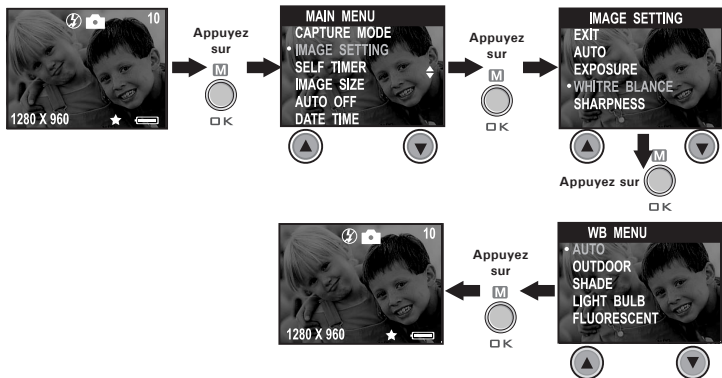 10
1280 X 960
Appuyez
sur
M
OK
MAIN MENU
CAPTURE MODE
• IMAGE SETTING
SELF TIMER
IMAGE SIZE
AUTO OFF
DATE TIME
Appuyez
sur
M
OK
IMAGE SETTING
EXIT
AUTO
EXPOSURE
• WHITRE BLANCE
SHARPNESS
Appuyez sur
M
OK
WB MENU
• AUTO
OUTDOOR
SHADE
LIGHT BULB
FLUORESCENT
Appuyez
sur
M
OK
10
1280 X 960